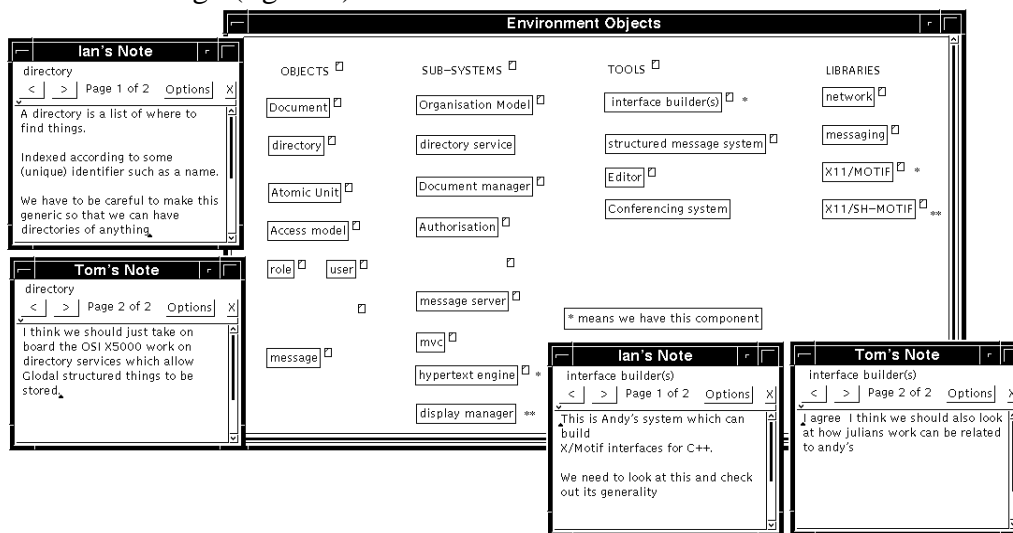 Environment Objects
Ian's Note
directory
< > Page 1 of 2 Options X
A directory is a list of where to
find things.
Indexed according to some
(unique) identifier such as a name.
We have to be careful to make this
generic so that we can have
directories of anything
Tom's Note
directory
< > Page 2 of 2 Options X
I think we should just take on
board the OSI X5000 work on
directory services which allow
Glodal structured things to be
stored.
OBJECTS
Document
directory
Atomic Unit
Access model
role user
message
SUB-SYSTEMS
Organisation Model
directory service
Document manager
Authorisation
message server
mvc
hypertext engine *
display manager **
TOOLS
interface builder(s) *
structured message system
Editor
Conferencing system
* means we have this component
LIBRARIES
network
messaging
X11/MOTIF *
X11/SH-MOTIF **
Ian's Note
interface builder(s)
< > Page 1 of 2 Options X
This is Andy's system which can
build
X/Motif interfaces for C++.
We need to look at this and check
out its generality
Tom's Note
interface builder(s)
< > Page 2 of 2 Options X
I agree I think we should also look
at how julians work can be related
to andy's